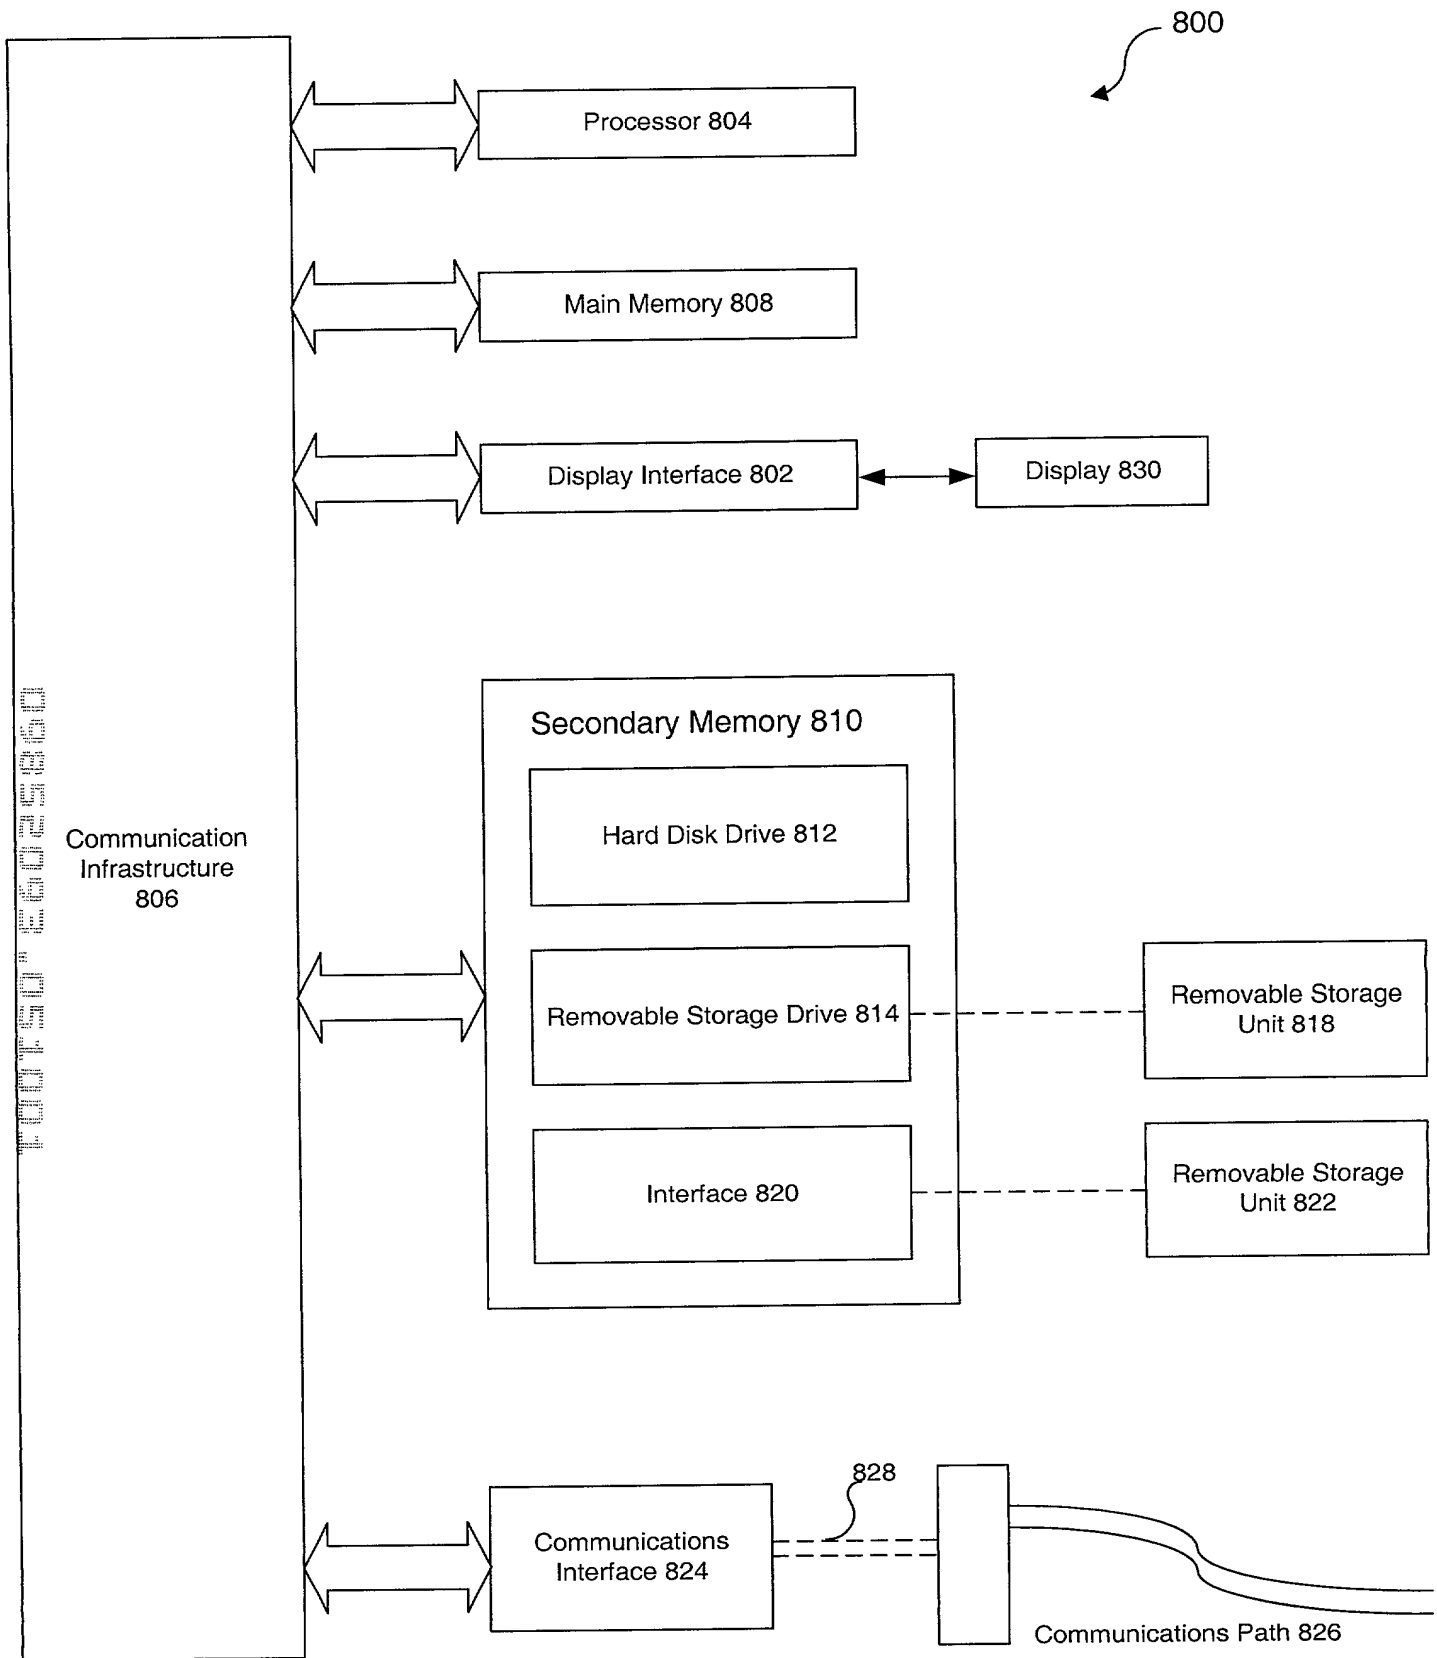 800
Processor 804
Main Memory 808
Display Interface 802
Display 830
Secondary Memory 810
Hard Disk Drive 812
Communication
Infrastructure
806
Removable Storage Drive 814
Removable Storage
Unit 818
Interface 820
Removable Storage
Unit 822
828
Communications
Interface 824
Communications Path 826